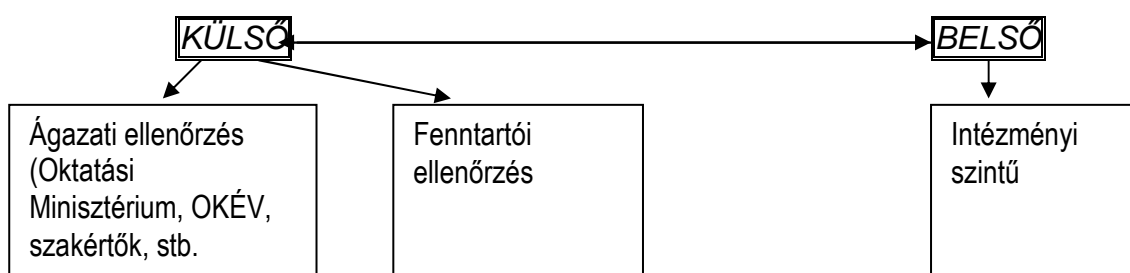 KÜLSŐ
BELSŐ
Ágazati ellenőrzés
(Oktatási
Minisztérium, OKÉV,
szakértők, stb.
Fenntartói
ellenőrzés
Intézményi
szintű